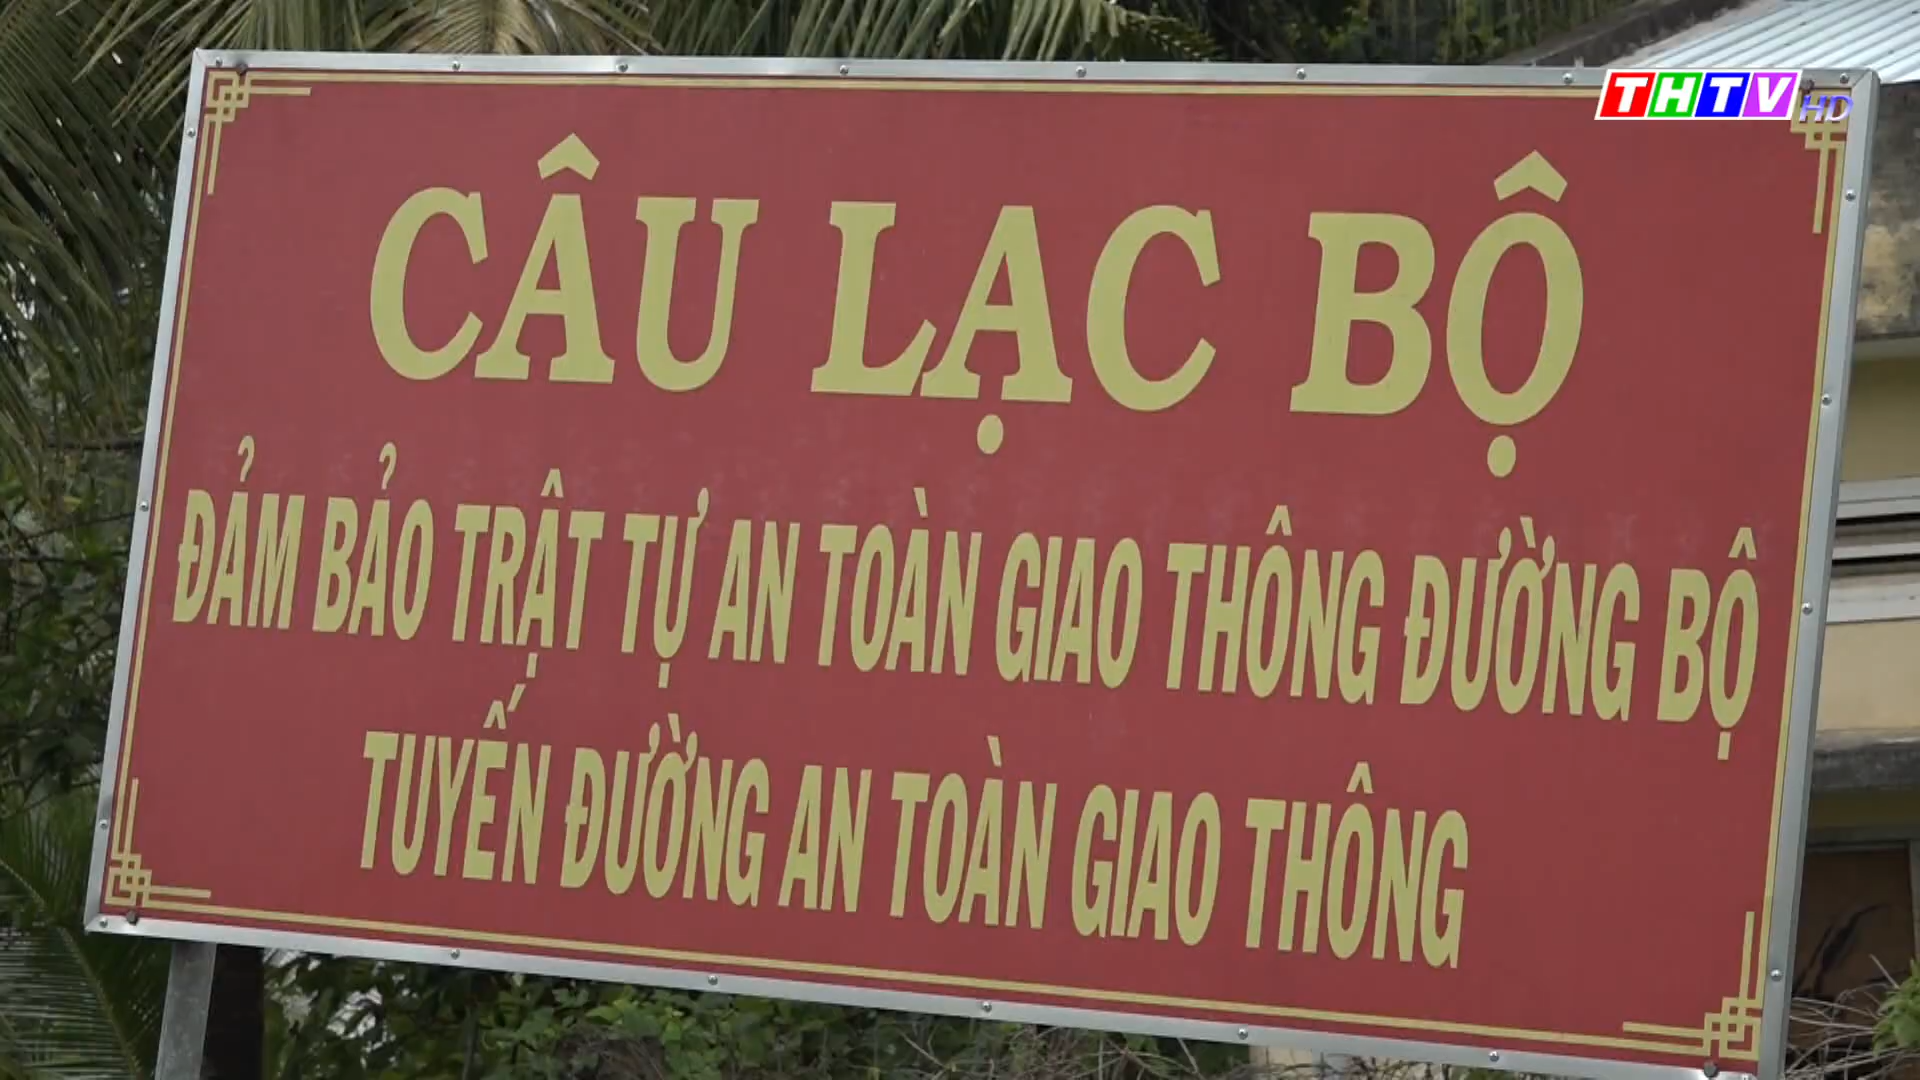 THTV HD
CÂU LẠC BỘ
ĐẢM BẢO TRẬT TỰ AN TOÀN GIAO THÔNG ĐƯỜNG BỘ
TUYẾN ĐƯỜNG AN TOÀN GIAO THÔNG